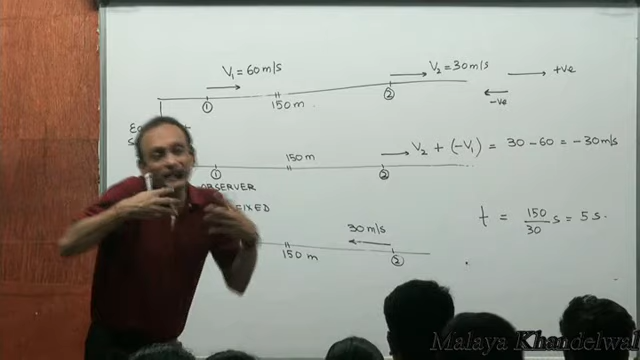 V₁ = 60 m/s
V₂ = 30 m/s
+ve
-ve
①
②
150 m
150 m
V₂ + (-V₁) = 30 - 60 = -30 m/s
①
②
OBSERVER
FIXED
30 m/s
150 m
②
t = 150/30 s = 5 s.
Malaya Khandelwal